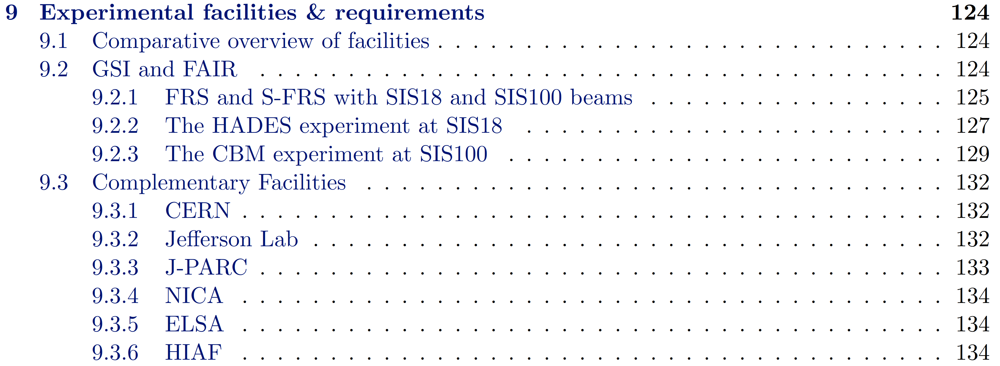 9 Experimental facilities & requirements 124
9.1 Comparative overview of facilities . . . . . . . . . . . . . . . . . . . . . . . . . . . . . 124
9.2 GSI and FAIR . . . . . . . . . . . . . . . . . . . . . . . . . . . . . . . . . . . . . . . 124
9.2.1 FRS and S-FRS with SIS18 and SIS100 beams . . . . . . . . . . . . . . . . . 125
9.2.2 The HADES experiment at SIS18 . . . . . . . . . . . . . . . . . . . . . . . . 127
9.2.3 The CBM experiment at SIS100 . . . . . . . . . . . . . . . . . . . . . . . . . 129
9.3 Complementary Facilities . . . . . . . . . . . . . . . . . . . . . . . . . . . . . . . . . 132
9.3.1 CERN . . . . . . . . . . . . . . . . . . . . . . . . . . . . . . . . . . . . . . . . 132
9.3.2 Jefferson Lab . . . . . . . . . . . . . . . . . . . . . . . . . . . . . . . . . . . . 132
9.3.3 J-PARC . . . . . . . . . . . . . . . . . . . . . . . . . . . . . . . . . . . . . . . 133
9.3.4 NICA . . . . . . . . . . . . . . . . . . . . . . . . . . . . . . . . . . . . . . . . 134
9.3.5 ELSA . . . . . . . . . . . . . . . . . . . . . . . . . . . . . . . . . . . . . . . . 134
9.3.6 HIAF . . . . . . . . . . . . . . . . . . . . . . . . . . . . . . . . . . . . . . . . 134